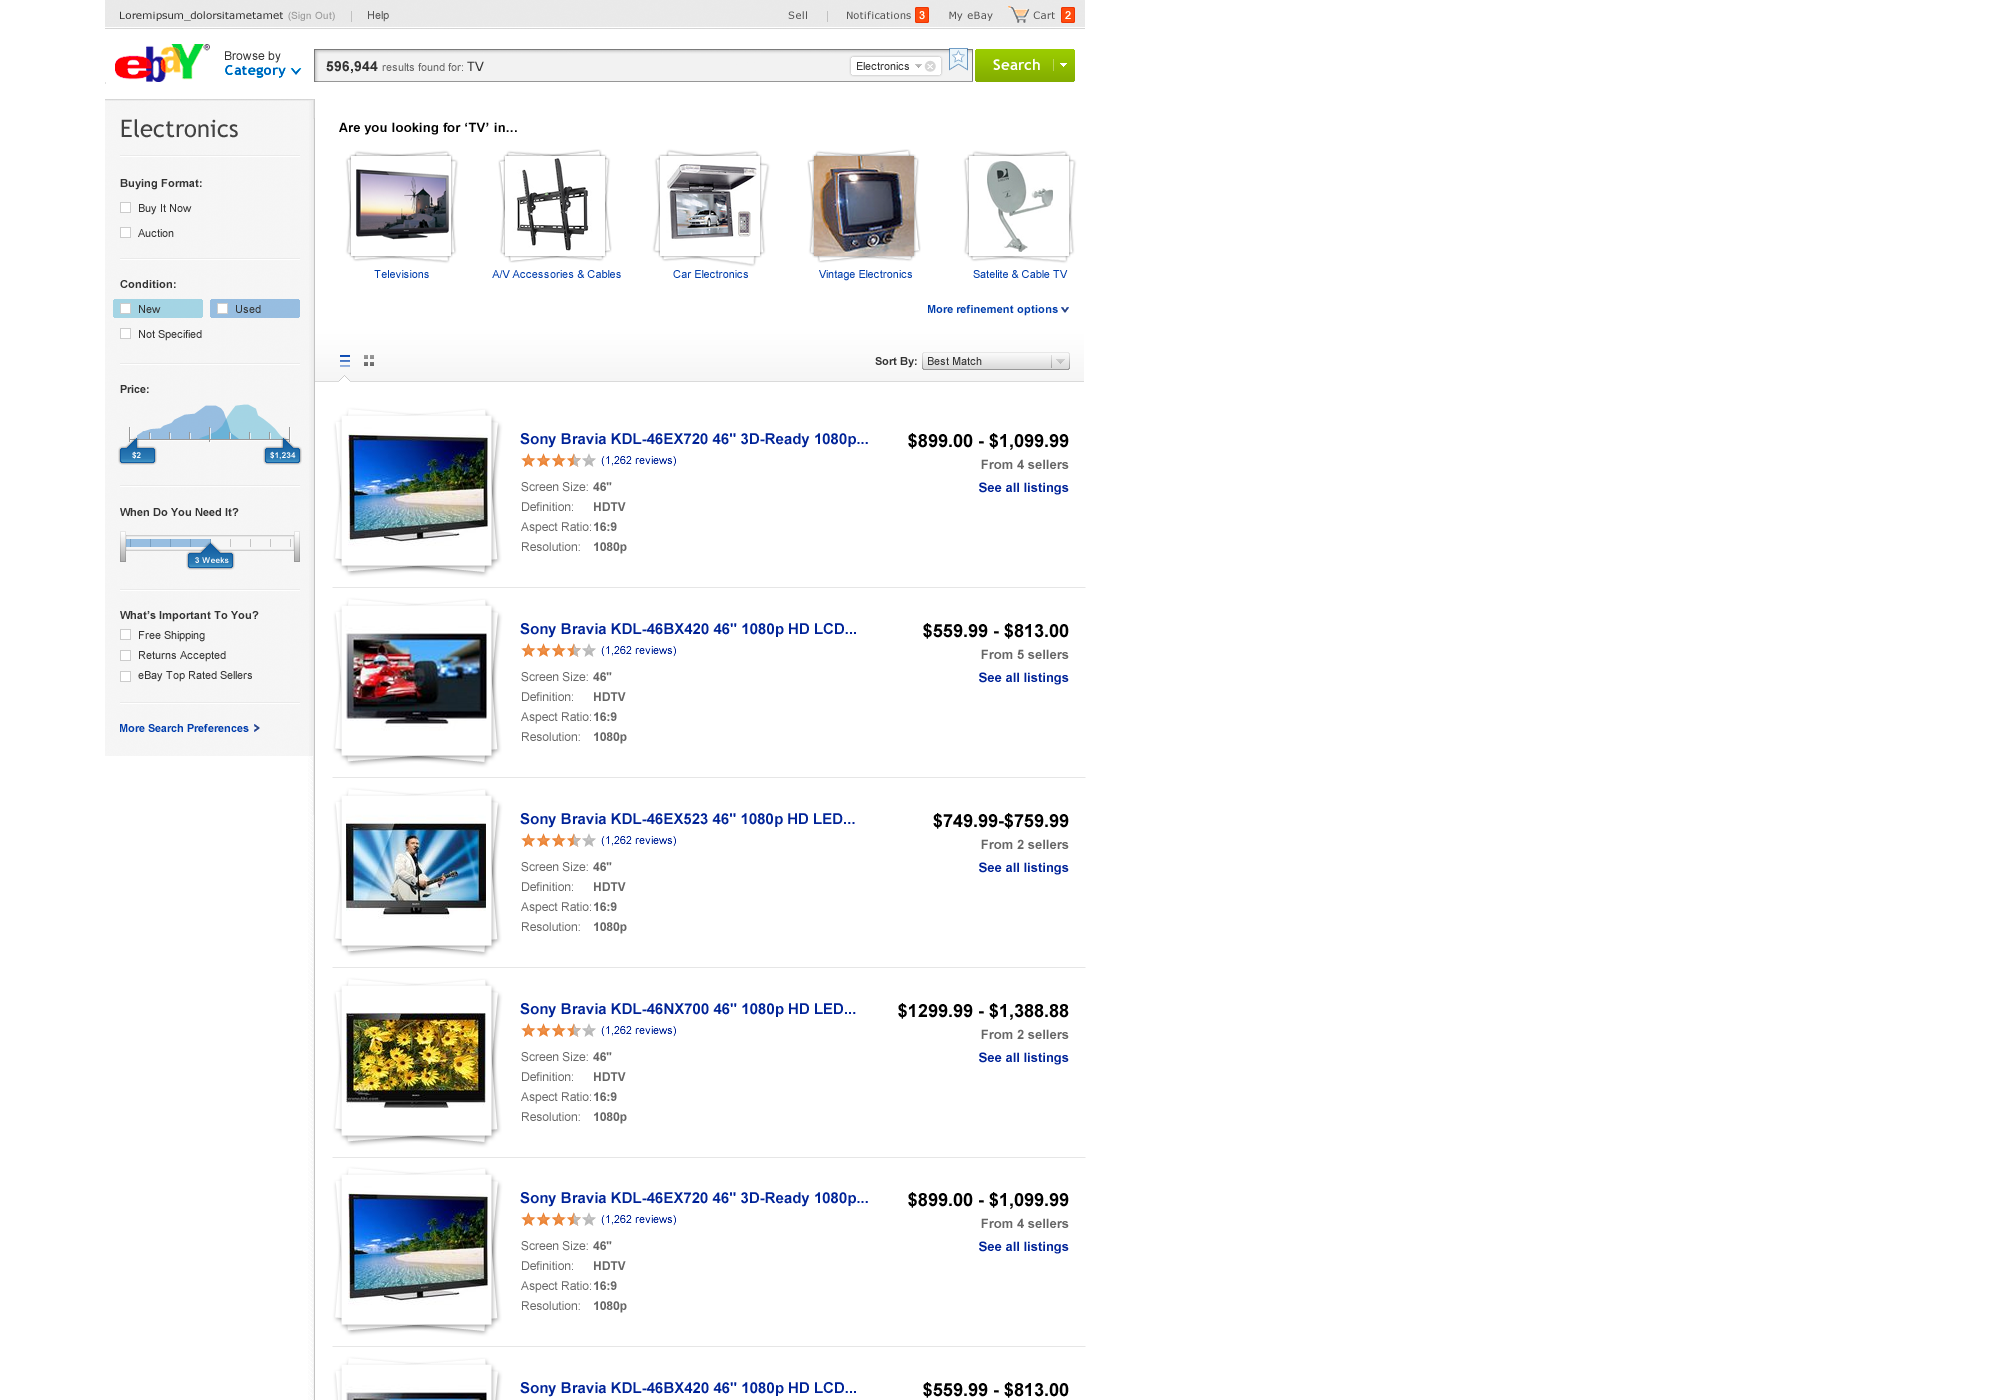 Loremipsum_dolorsitametamet (Sign Out) | Help
Sell | Notifications 3 My eBay Cart 2
ebaY®
Browse by
Category
596,944 results found for: TV
Electronics
Search
Electronics
Buying Format:
Buy It Now
Auction
Condition:
New
Used
Not Specified
Price:
$2
$1,234
When Do You Need It?
3 Weeks
What's Important To You?
Free Shipping
Returns Accepted
eBay Top Rated Sellers
More Search Preferences >
Are you looking for ‘TV’ in...
Televisions
A/V Accessories & Cables
Car Electronics
Vintage Electronics
Satelite & Cable TV
More refinement options
Sort By: Best Match
Sony Bravia KDL-46EX720 46" 3D-Ready 1080p...
(1,262 reviews)
Screen Size: 46"
Definition: HDTV
Aspect Ratio: 16:9
Resolution: 1080p
$899.00 - $1,099.99
From 4 sellers
See all listings
Sony Bravia KDL-46BX420 46" 1080p HD LCD...
(1,262 reviews)
Screen Size: 46"
Definition: HDTV
Aspect Ratio: 16:9
Resolution: 1080p
$559.99 - $813.00
From 5 sellers
See all listings
Sony Bravia KDL-46EX523 46" 1080p HD LED...
(1,262 reviews)
Screen Size: 46"
Definition: HDTV
Aspect Ratio: 16:9
Resolution: 1080p
$749.99-$759.99
From 2 sellers
See all listings
Sony Bravia KDL-46NX700 46" 1080p HD LED...
(1,262 reviews)
Screen Size: 46"
Definition: HDTV
Aspect Ratio: 16:9
Resolution: 1080p
$1299.99 - $1,388.88
From 2 sellers
See all listings
Sony Bravia KDL-46EX720 46" 3D-Ready 1080p...
(1,262 reviews)
Screen Size: 46"
Definition: HDTV
Aspect Ratio: 16:9
Resolution: 1080p
$899.00 - $1,099.99
From 4 sellers
See all listings
Sony Bravia KDL-46BX420 46" 1080p HD LCD...
$559.99 - $813.00